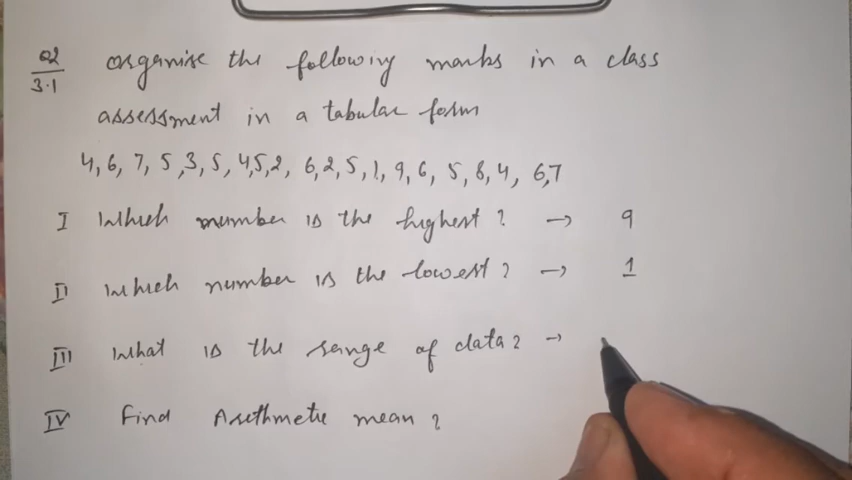 Q2
3.1
organise the following marks in a class
assessment in a tabular form
4, 6, 7, 5, 3, 5, 4, 5, 2, 6, 2, 5, 1, 9, 6, 5, 8, 4, 6, 7
I Which number is the highest? → 9
II Which number is the lowest? → 1
III What is the range of data? →
IV Find Arithmetic mean?